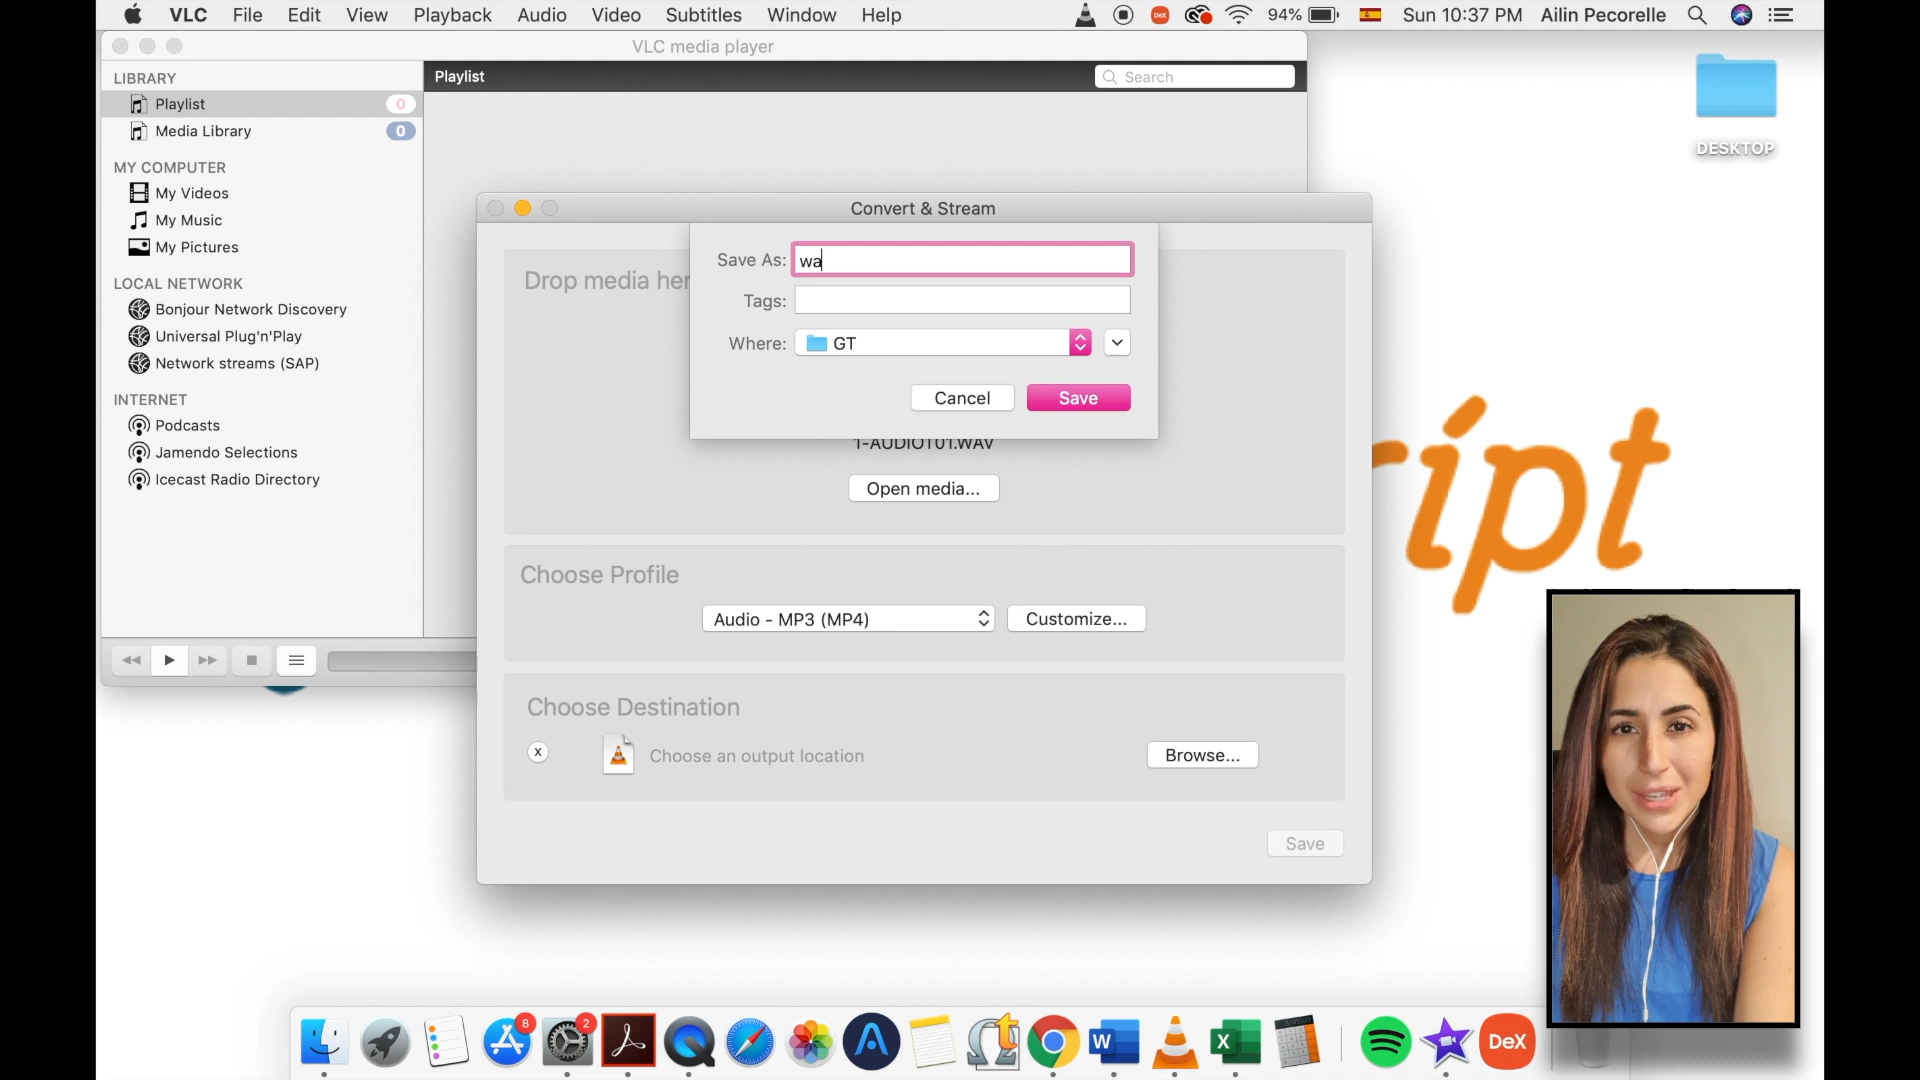 VLC File Edit View Playback Audio Video Subtitles Window Help
DeX 94% Sun 10:37 PM Ailin Pecorelle
VLC media player
LIBRARY
Playlist 0
Media Library 0
MY COMPUTER
My Videos
My Music
My Pictures
LOCAL NETWORK
Bonjour Network Discovery
Universal Plug'n'Play
Network streams (SAP)
INTERNET
Podcasts
Jamendo Selections
Icecast Radio Directory
Playlist
Search
DESKTOP
Convert & Stream
Save As: wa
Tags:
Where: GT
Cancel Save
Drop media her
1-AUDIOT01.WAV
Open media...
Choose Profile
Audio - MP3 (MP4) Customize...
Choose Destination
x Choose an output location Browse...
Save
ript
8 2 W X DeX